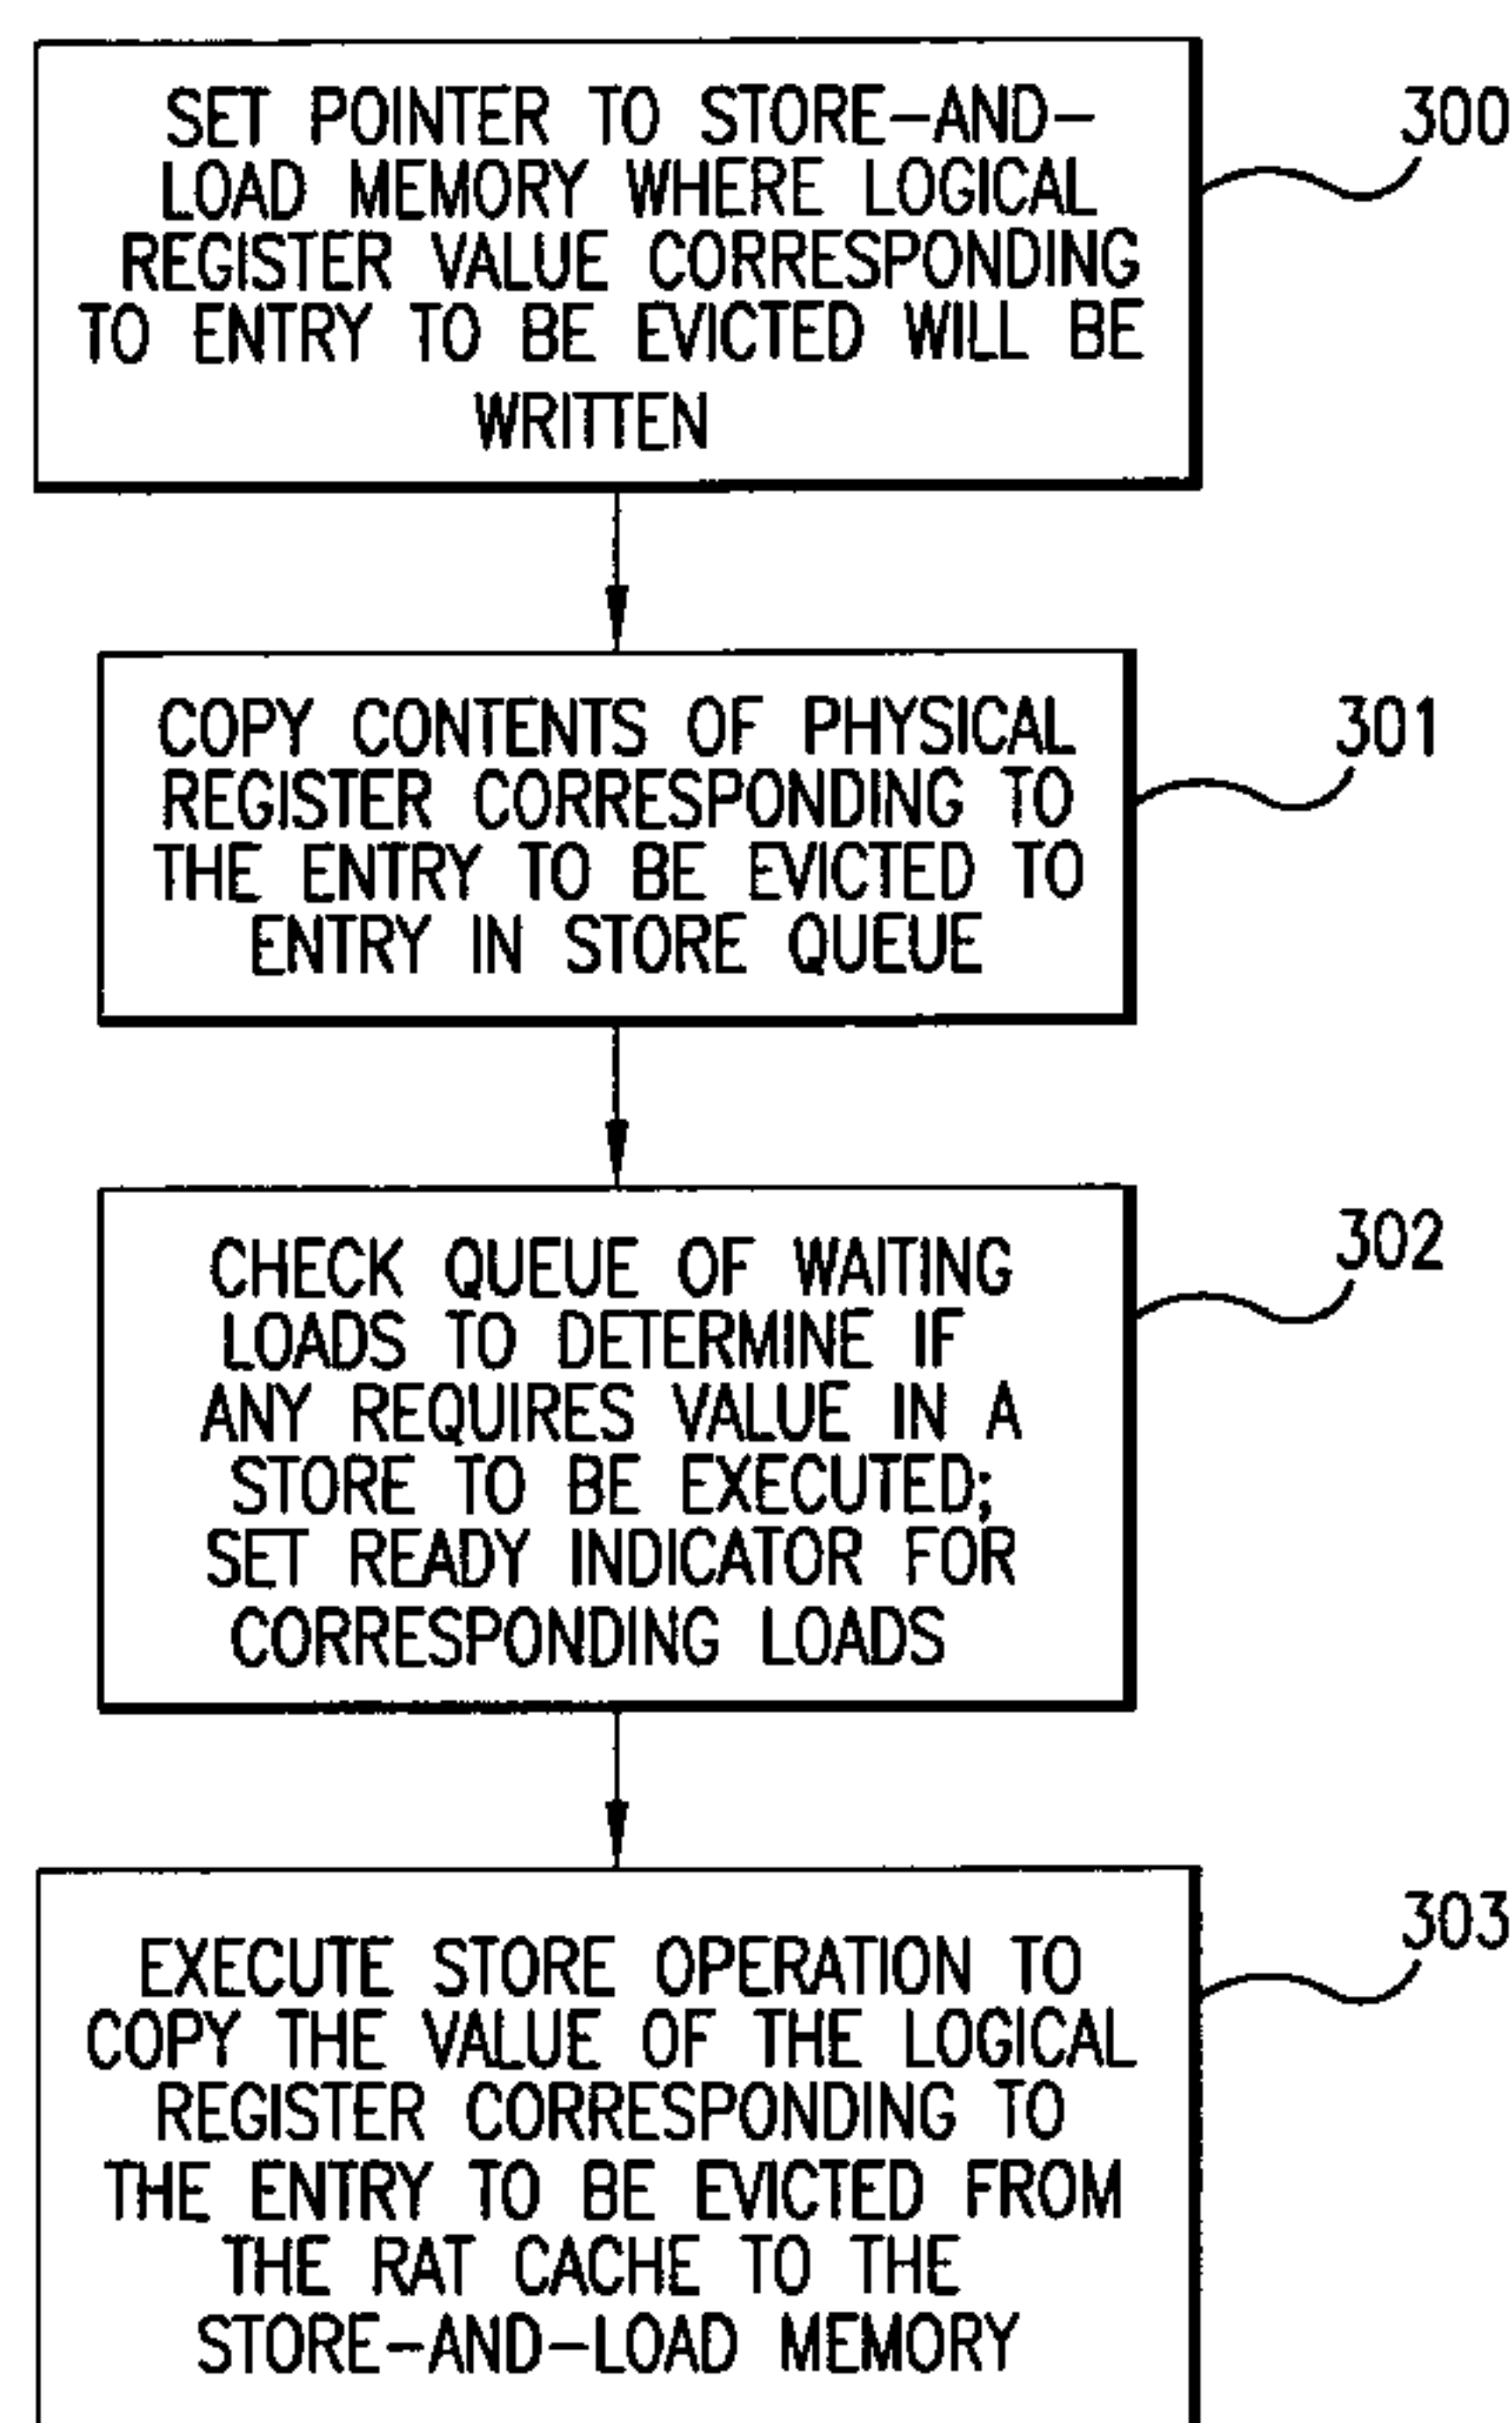 SET POINTER TO STORE-AND-
LOAD MEMORY WHERE LOGICAL
REGISTER VALUE CORRESPONDING
TO ENTRY TO BE EVICTED WILL BE
WRITTEN
300
COPY CONTENTS OF PHYSICAL
REGISTER CORRESPONDING TO
THE ENTRY TO BE EVICTED TO
ENTRY IN STORE QUEUE
301
CHECK QUEUE OF WAITING
LOADS TO DETERMINE IF
ANY REQUIRES VALUE IN A
STORE TO BE EXECUTED;
SET READY INDICATOR FOR
CORRESPONDING LOADS
302
EXECUTE STORE OPERATION TO
COPY THE VALUE OF THE LOGICAL
REGISTER CORRESPONDING TO
THE ENTRY TO BE EVICTED FROM
THE RAT CACHE TO THE
STORE-AND-LOAD MEMORY
303